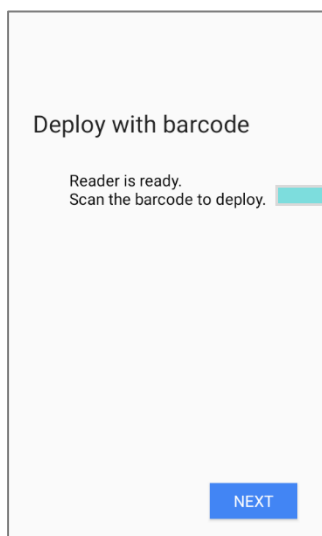 Deploy with barcode
Reader is ready.
Scan the barcode to deploy.
NEXT